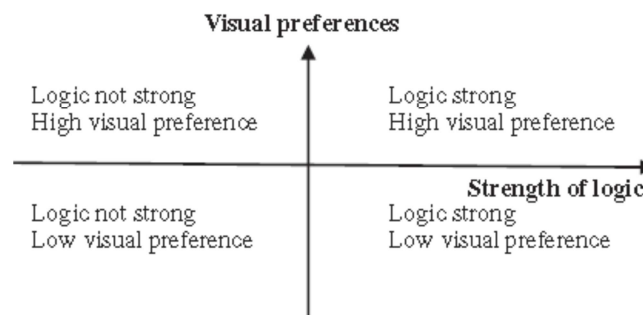 Visual preferences
Logic not strong
High visual preference
Logic strong
High visual preference
Strength of logic
Logic not strong
Low visual preference
Logic strong
Low visual preference